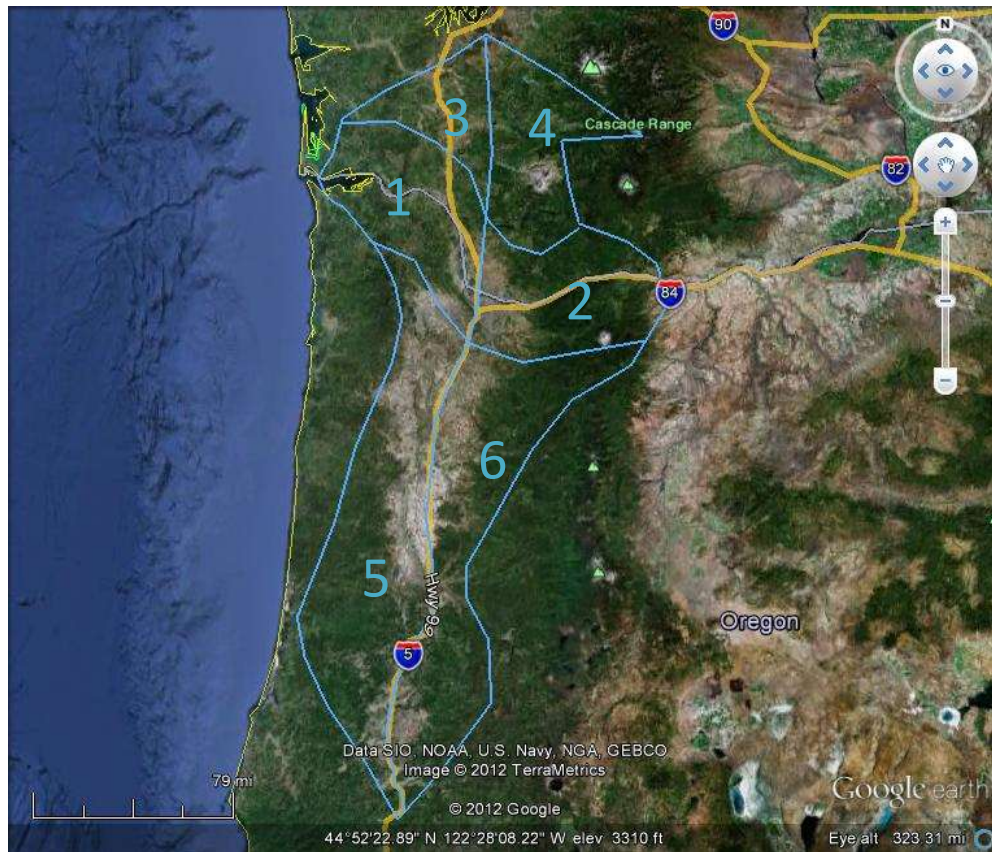 90
N
3
4
Cascade Range
82
1
84
2
6
5
Hwy 99
Oregon
5
Data SIO, NOAA, U.S. Navy, NGA, GEBCO
Image © 2012 TerraMetrics
79 mi
© 2012 Google
Google earth
44°52'22.89" N 122°28'08.22" W elev 3310 ft
Eye alt 323.31 mi